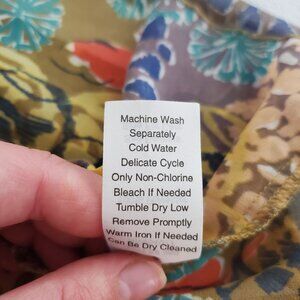 Machine Wash
Separately
Cold Water
Delicate Cycle
Only Non-Chlorine
Bleach If Needed
Tumble Dry Low
Remove Promptly
Warm Iron If Needed
Can Be Dry Cleaned